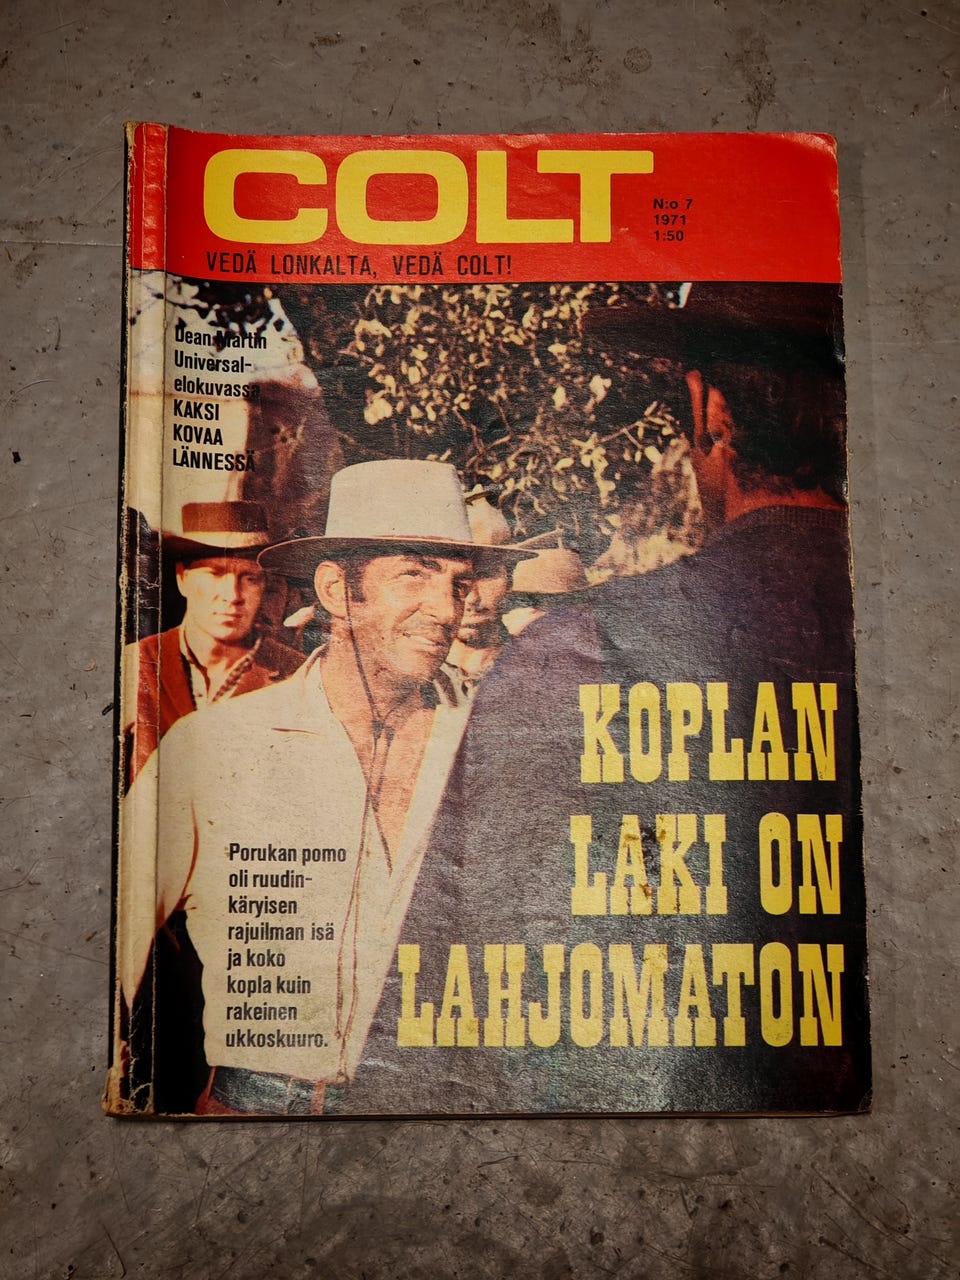 COLT
N:o 7
1971
1:50
VEDÄ LONKALTA, VEDÄ COLT!
Dean Martin
Universal-
elokuvassa
KAKSI
KOVAA
LÄNNESSÄ
KOPLAN
LAKI ON
LAHJOMATON
Porukan pomo
oli ruudin-
käryisen
rajuilman isä
ja koko
kopla kuin
rakeinen
ukkoskuuro.